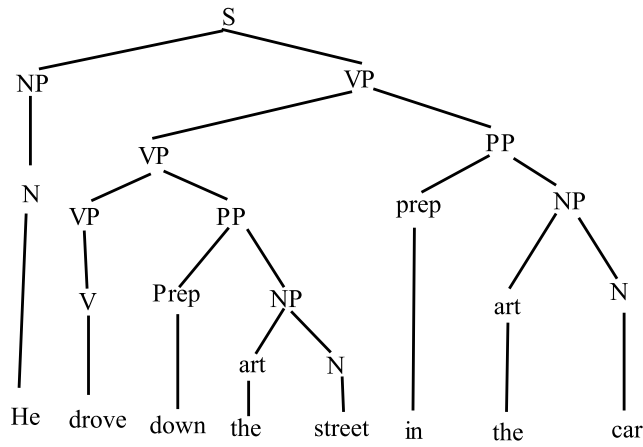 S
NP VP
VP PP
N VP PP prep NP
V Prep NP art N
art N
He drove down the street in the car